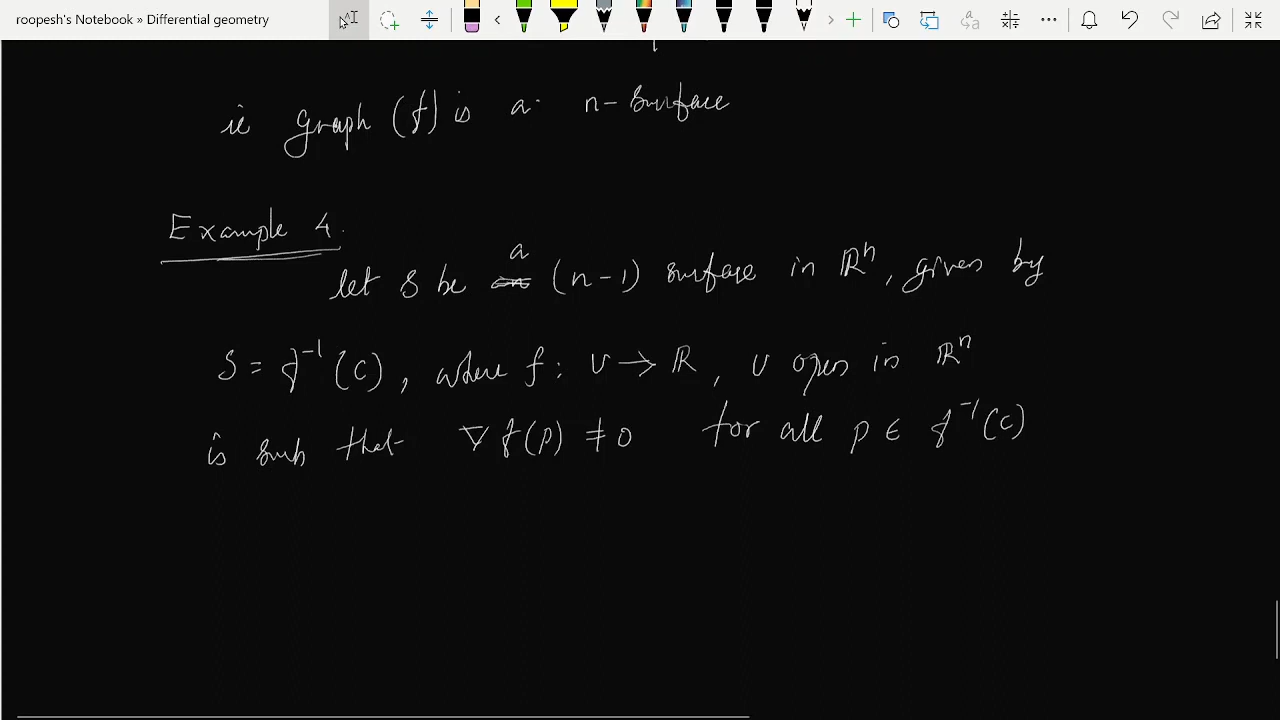 roopesh's Notebook » Differential geometry
ie graph (f) is a n-surface
Example 4.
let S be a (n-1) surface in ℝⁿ, given by
S = f⁻¹(c), where f: U → ℝ, U open in ℝⁿ
is such that ∇f(p) ≠ 0 for all p ∈ f⁻¹(c)